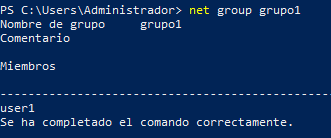 PS C:\Users\Administrador> net group grupo1
Nombre de grupo     grupo1
Comentario
Miembros
-------------------------------------------------
user1
Se ha completado el comando correctamente.